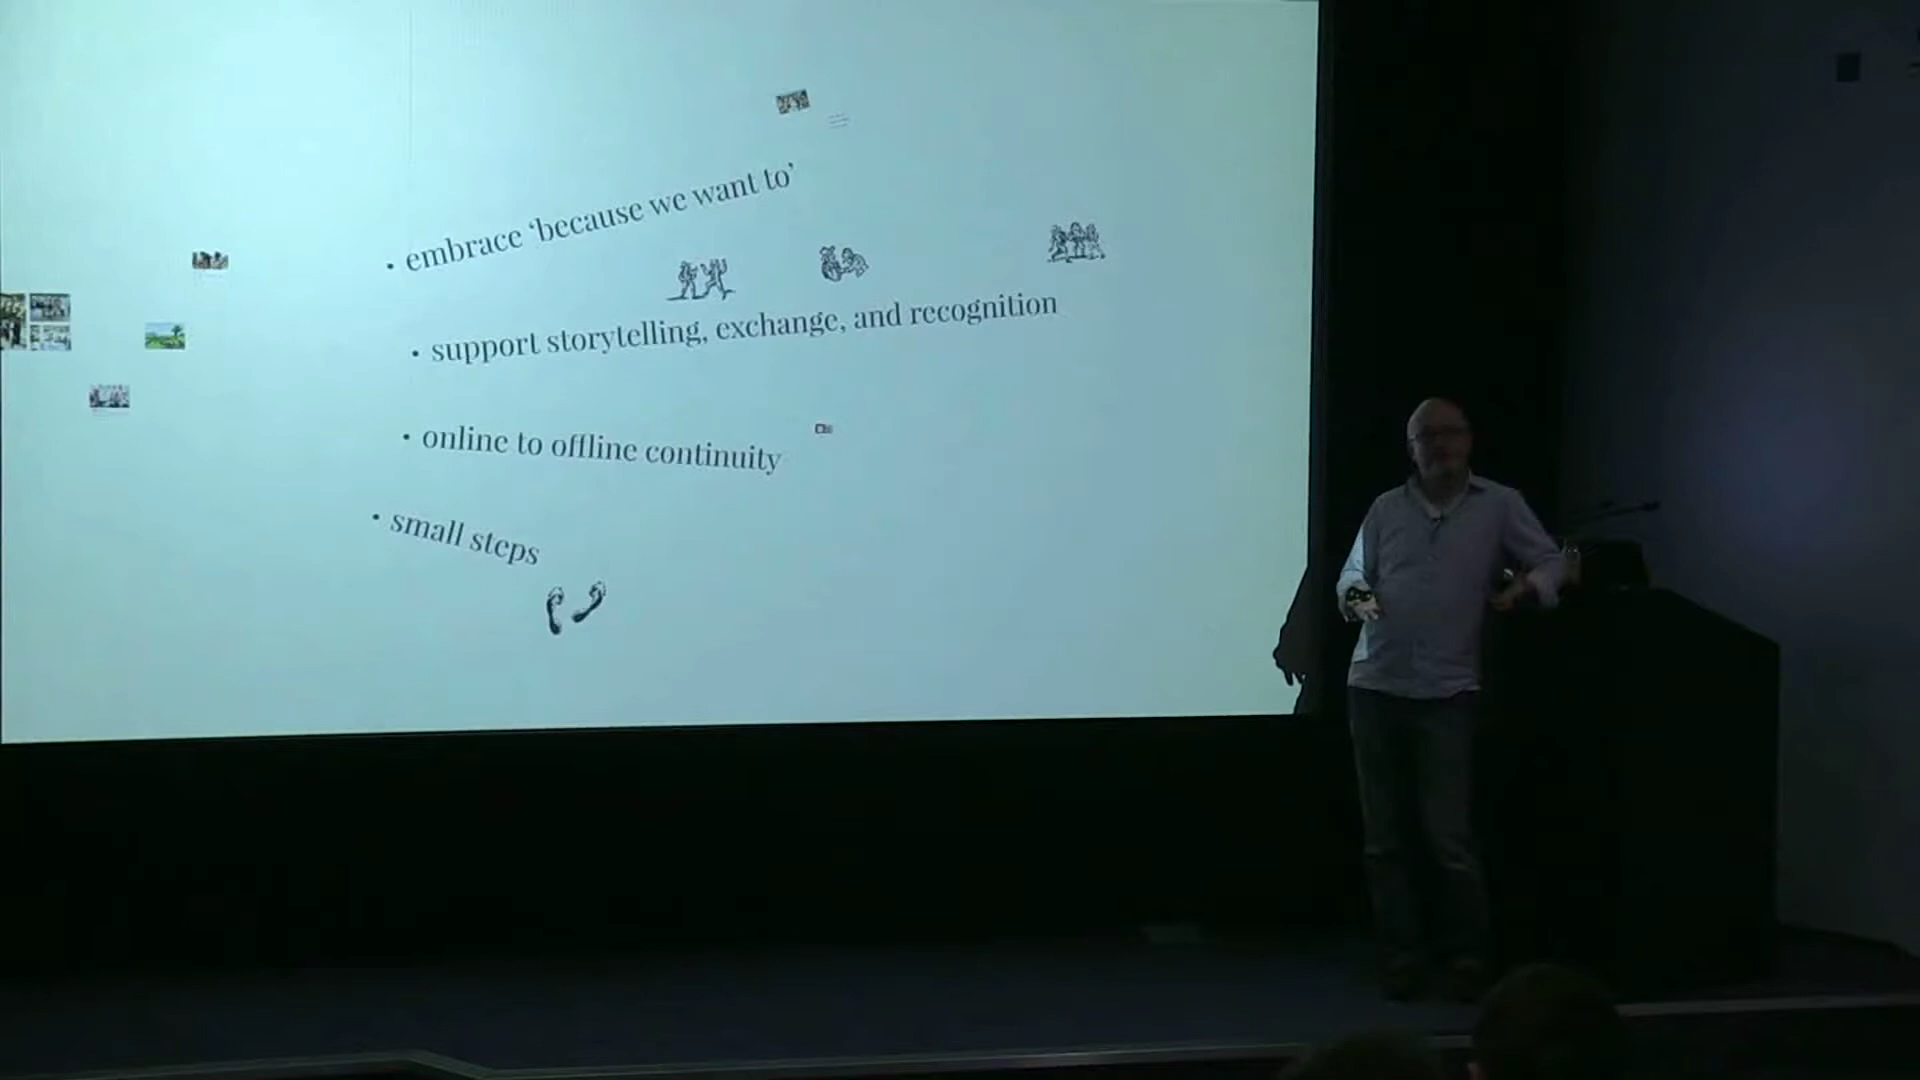 • embrace ‘because we want to’
• support storytelling, exchange, and recognition
• online to offline continuity
• small steps